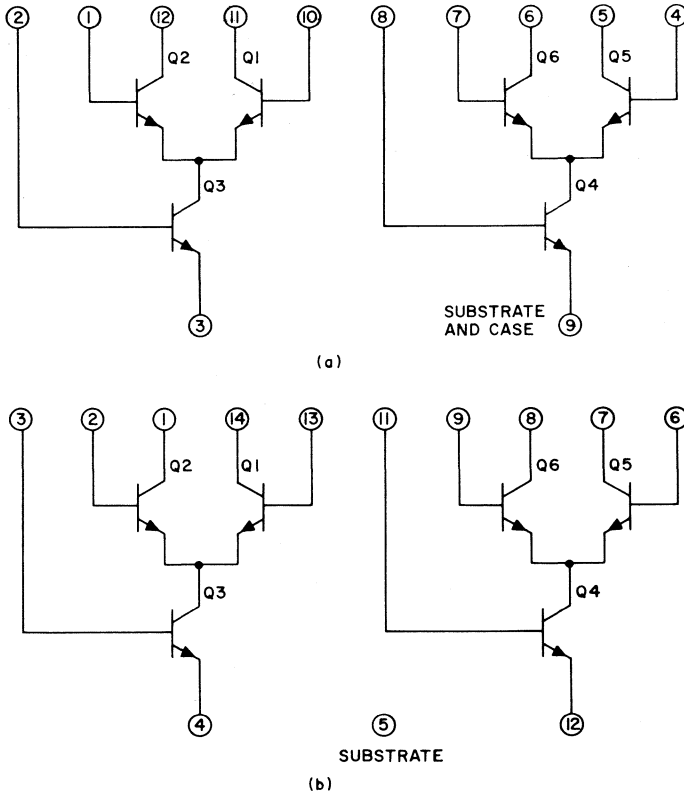 2 1 12 11 10 8 7 6 5 4
Q2 Q1 Q6 Q5
Q3 Q4
SUBSTRATE
AND CASE
3 9
(a)
3 2 1 14 13 11 9 8 7 6
Q2 Q1 Q6 Q5
Q3 Q4
4 5 12
SUBSTRATE
(b)